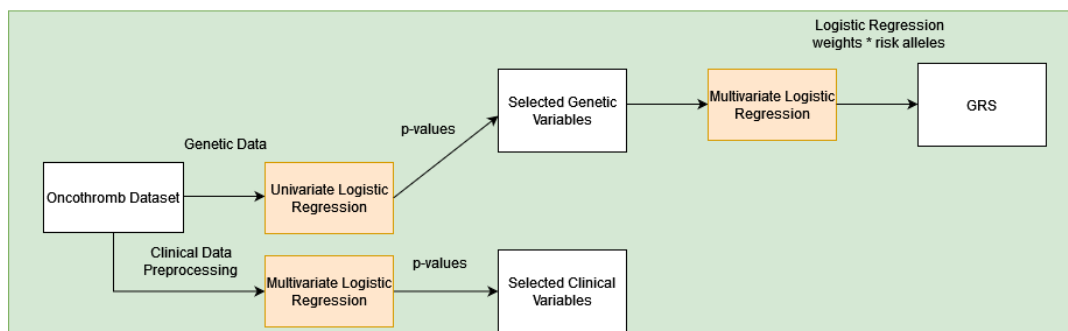 Logistic Regression
weights * risk alleles
Selected Genetic
Variables
Multivariate Logistic
Regression
GRS
p-values
Genetic Data
Oncothromb Dataset
Univariate Logistic
Regression
Clinical Data
Preprocessing
p-values
Multivariate Logistic
Regression
Selected Clinical
Variables